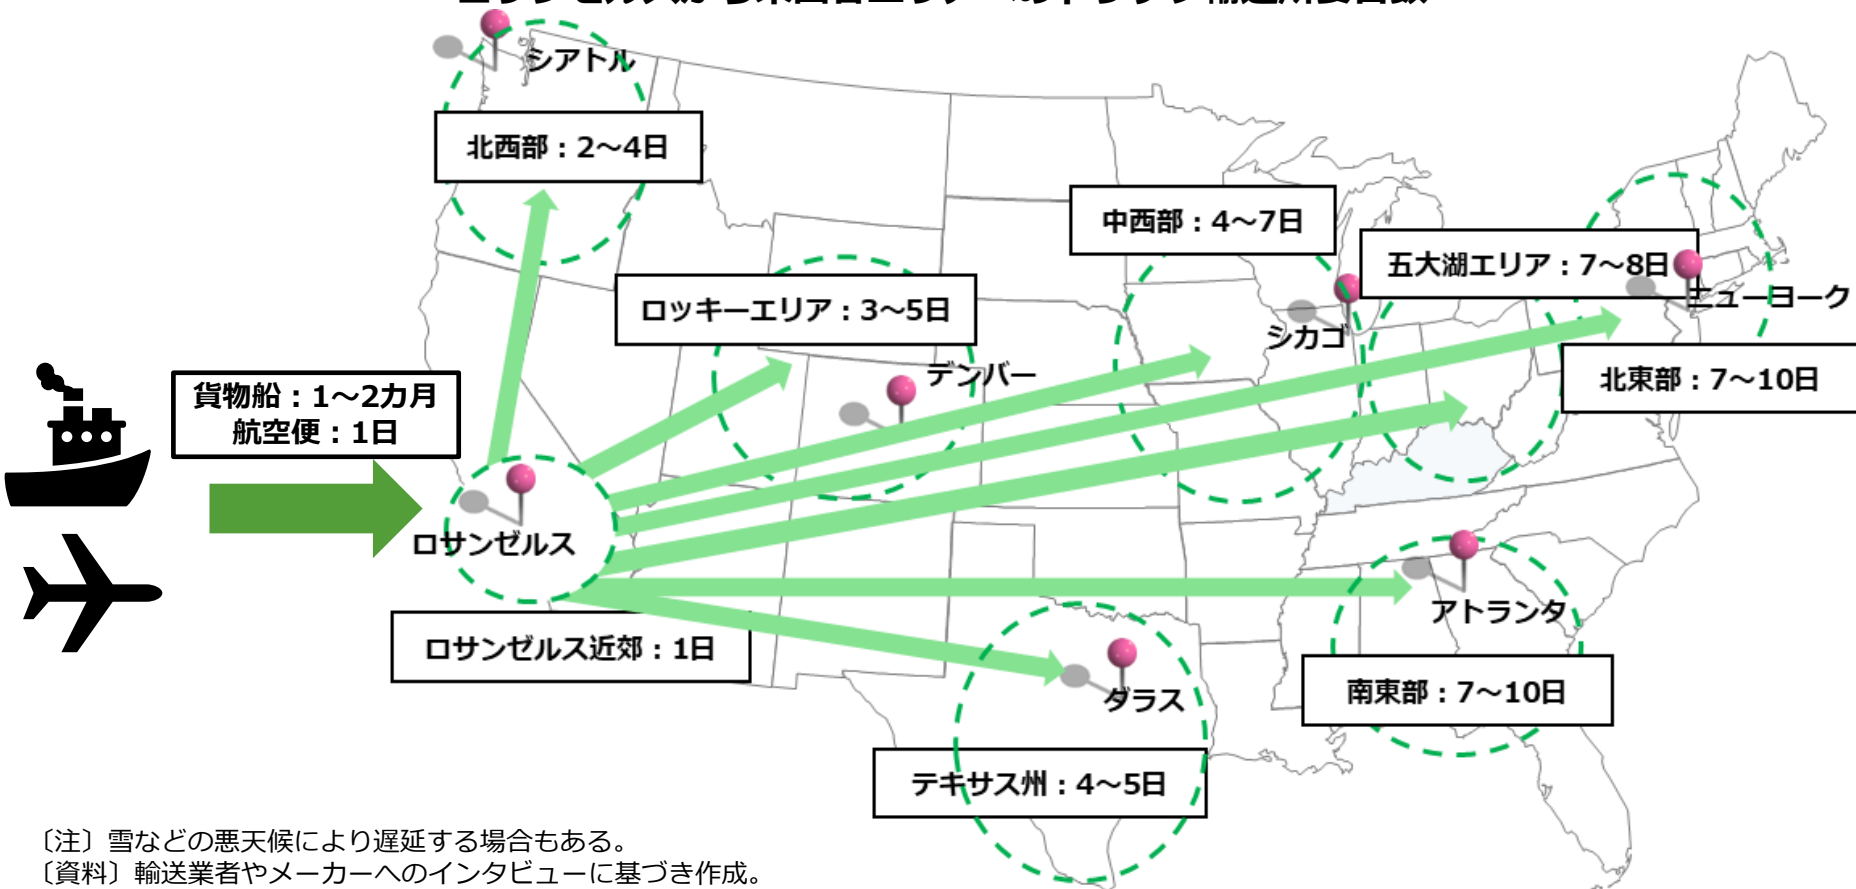 シアトル
北西部：2～4日
中西部：4～7日
五大湖エリア：7～8日
ニューヨーク
ロッキーエリア：3～5日
シカゴ
デンバー
北東部：7～10日
貨物船：1～2カ月
航空便：1日
ロサンゼルス
アトランタ
ロサンゼルス近郊：1日
ダラス
南東部：7～10日
テキサス州：4～5日
〔注〕雪などの悪天候により遅延する場合もある。
〔資料〕輸送業者やメーカーへのインタビューに基づき作成。